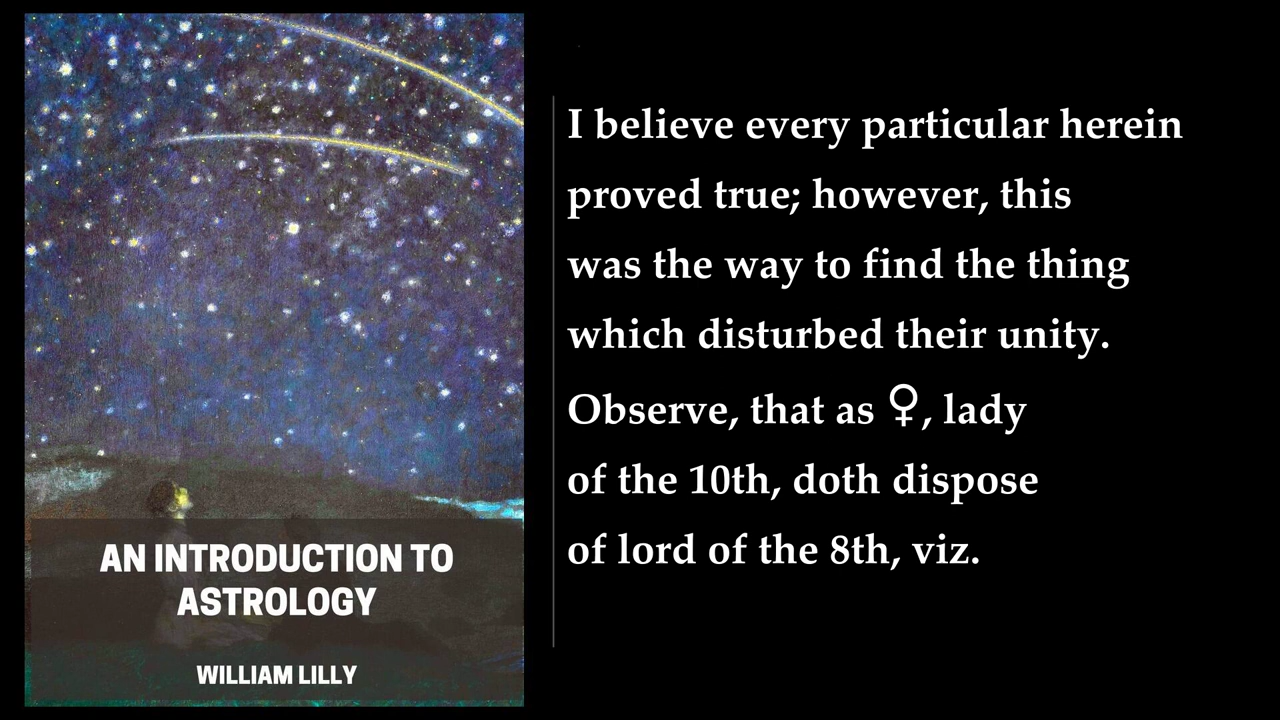 AN INTRODUCTION TO
ASTROLOGY
WILLIAM LILLY
I believe every particular herein
proved true; however, this
was the way to find the thing
which disturbed their unity.
Observe, that as ♀, lady
of the 10th, doth dispose
of lord of the 8th, viz.